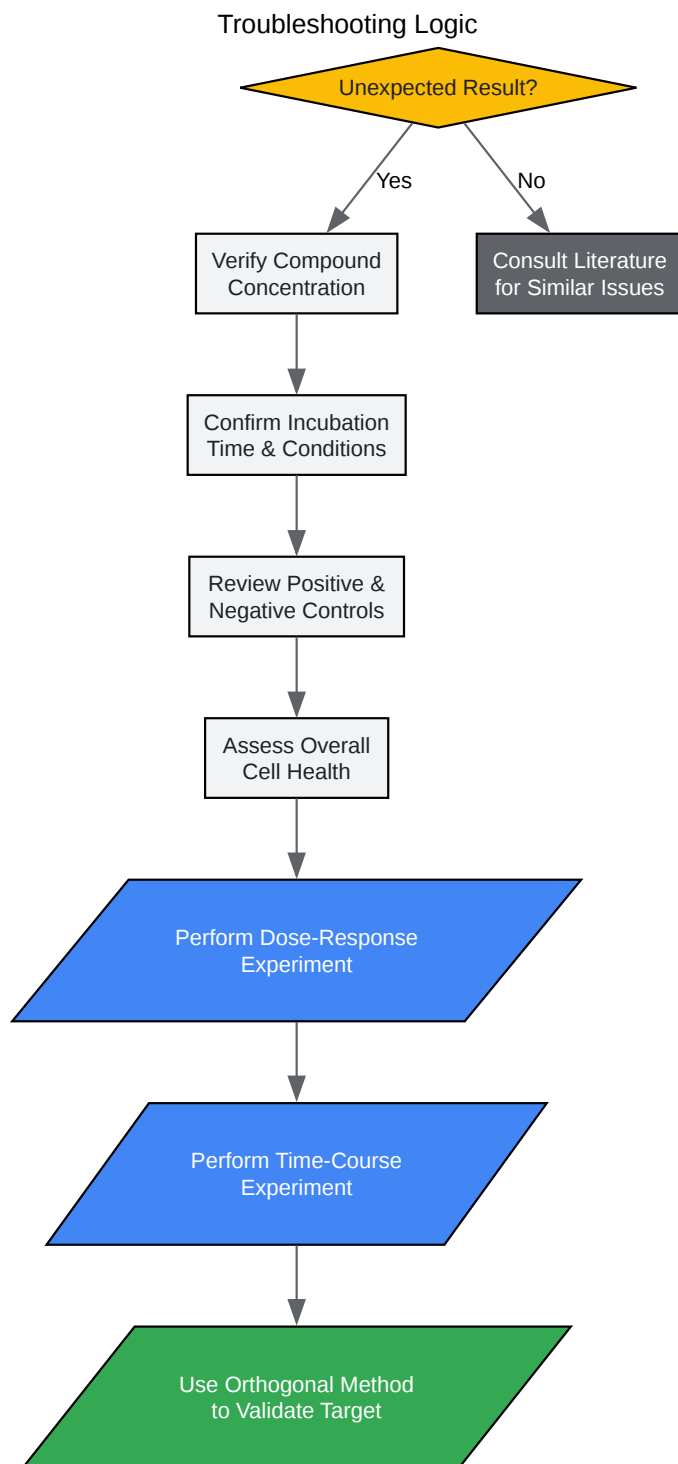 Troubleshooting Logic
Unexpected Result?
Yes
No
Verify Compound
Concentration
Consult Literature
for Similar Issues
Confirm Incubation
Time & Conditions
Review Positive &
Negative Controls
Assess Overall
Cell Health
Perform Dose-Response
Experiment
Perform Time-Course
Experiment
Use Orthogonal Method
to Validate Target